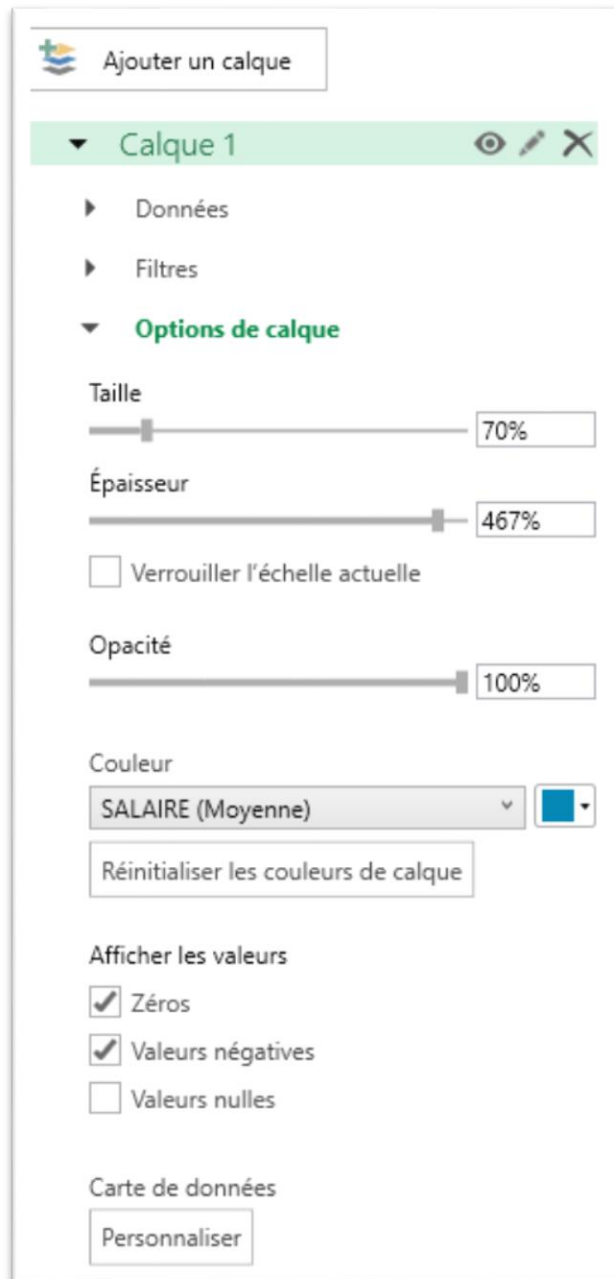 Ajouter un calque
Calque 1
Données
Filtres
Options de calque
Taille
70%
Épaisseur
467%
Verrouiller l'échelle actuelle
Opacité
100%
Couleur
SALAIRE (Moyenne)
Réinitialiser les couleurs de calque
Afficher les valeurs
Zéros
Valeurs négatives
Valeurs nulles
Carte de données
Personnaliser